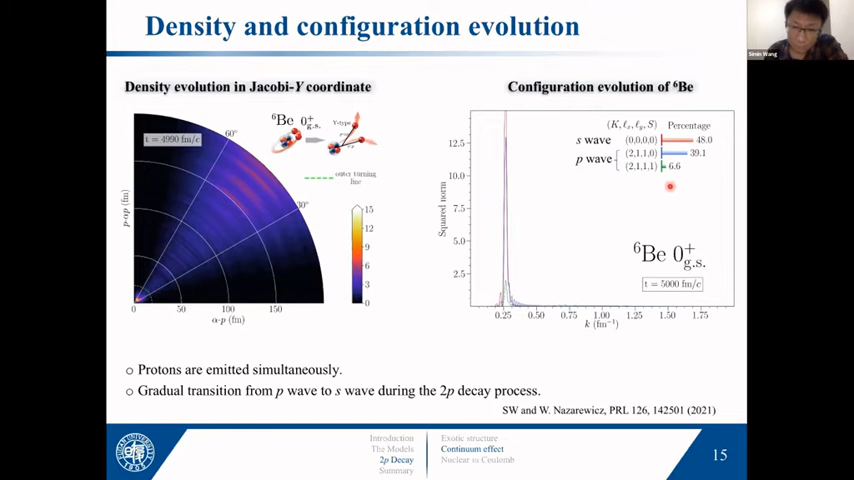 Density and configuration evolution
Simin Wang
Density evolution in Jacobi-Y coordinate
t = 4990 fm/c
60°
30°
⁶Be 0⁺g.s.
Y-type
outer turning
line
p-αp (fm)
15
12
9
6
3
0
0
50
100
150
α-p (fm)
Configuration evolution of ⁶Be
(K, ℓx, ℓy, S) Percentage
s wave (0,0,0,0) 48.0
p wave (2,1,1,0) 39.1
(2,1,1,1) 6.6
Squared norm
12.5
10.0
7.5
5.0
2.5
⁶Be 0⁺g.s.
t = 5000 fm/c
0.25 0.50 0.75 1.00 1.25 1.50 1.75
k (fm⁻¹)
Protons are emitted simultaneously.
Gradual transition from p wave to s wave during the 2p decay process.
SW and W. Nazarewicz, PRL 126, 142501 (2021)
Introduction
The Models
2p Decay
Summary
Exotic structure
Continuum effect
Nuclear vs Coulomb
15